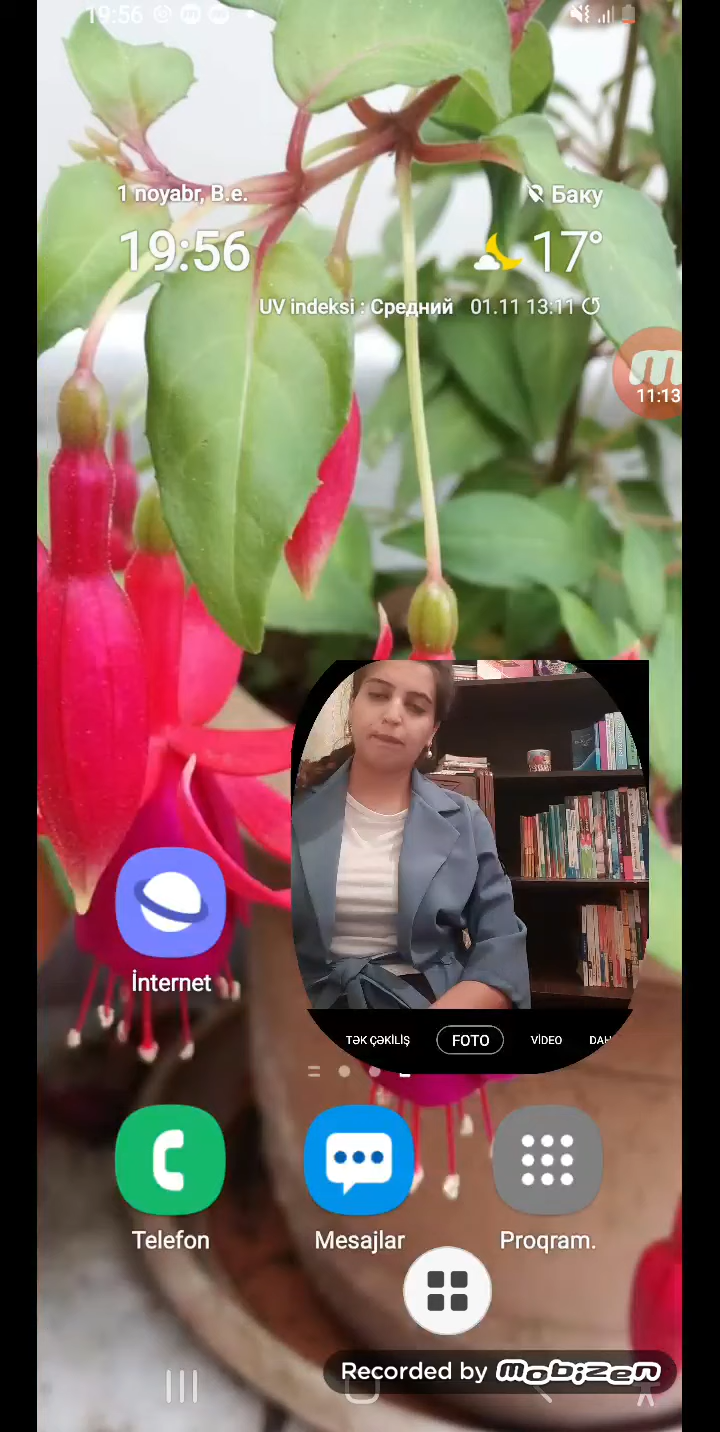 19:56
1 noyabr, B.e.
Баку
19:56
17°
UV indeksi : Средний 01.11 13:11
11:13
İnternet
TƏK ÇƏKİLİŞ FOTO VİDEO DAH
Telefon
Mesajlar
Proqram.
Recorded by Mobizen